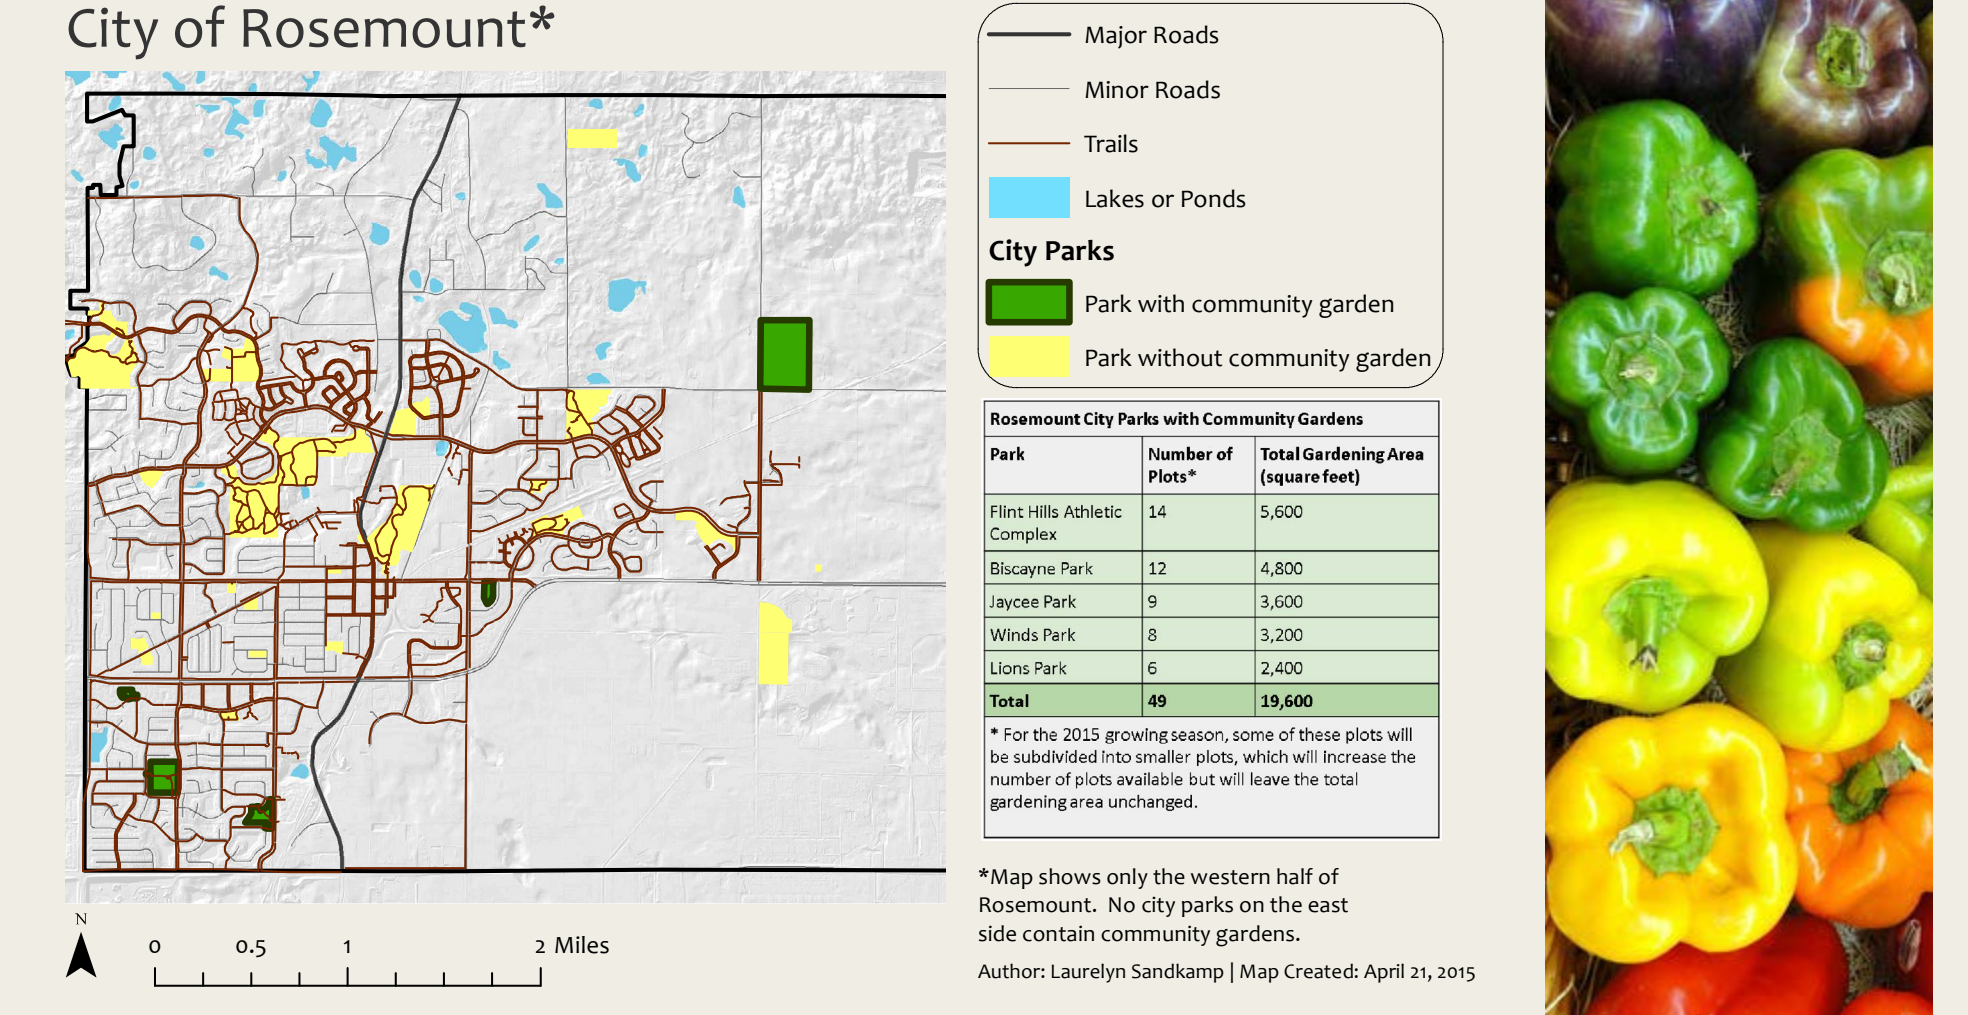 City of Rosemount*
Major Roads
Minor Roads
Trails
Lakes or Ponds
City Parks
Park with community garden
Park without community garden
Rosemount City Parks with Community Gardens
Park
Number of
Plots*
Total Gardening Area
(square feet)
Flint Hills Athletic
Complex
14
5,600
Biscayne Park
12
4,800
Jaycee Park
9
3,600
Winds Park
8
3,200
Lions Park
6
2,400
Total
49
19,600
* For the 2015 growing season, some of these plots will
be subdivided into smaller plots, which will increase the
number of plots available but will leave the total
gardening area unchanged.
*Map shows only the western half of
Rosemount.  No city parks on the east
side contain community gardens.
Author: Laurelyn Sandkamp | Map Created: April 21, 2015
N
0 0.5 1 2 Miles